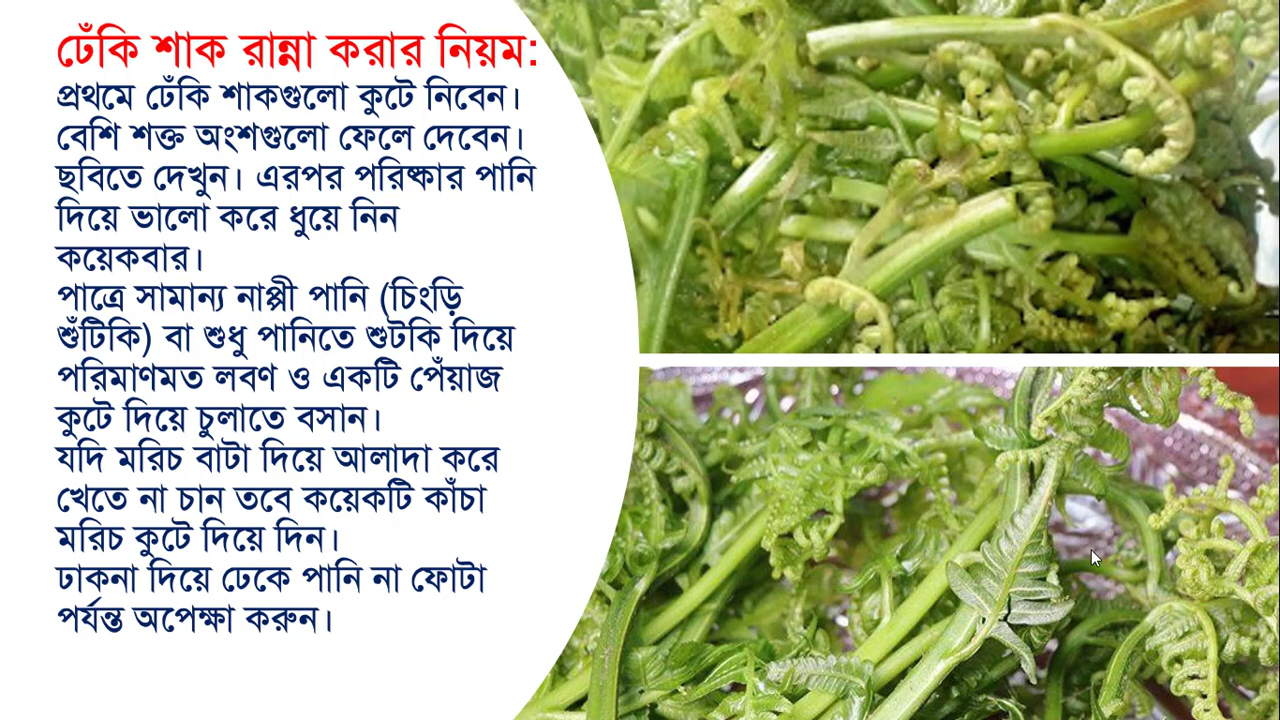 ঢেঁকি শাক রান্না করার নিয়ম:
প্রথমে ঢেঁকি শাকগুলো কুটে নিবেন।
বেশি শক্ত অংশগুলো ফেলে দেবেন।
ছবিতে দেখুন। এরপর পরিষ্কার পানি
দিয়ে ভালো করে ধুয়ে নিন
কয়েকবার।
পাত্রে সামান্য নাপ্পী পানি (চিংড়ি
শুঁটিকি) বা শুধু পানিতে শুটকি দিয়ে
পরিমাণমত লবণ ও একটি পেঁয়াজ
কুটে দিয়ে চুলাতে বসান।
যদি মরিচ বাটা দিয়ে আলাদা করে
খেতে না চান তবে কয়েকটি কাঁচা
মরিচ কুটে দিয়ে দিন।
ঢাকনা দিয়ে ঢেকে পানি না ফোটা
পর্যন্ত অপেক্ষা করুন।